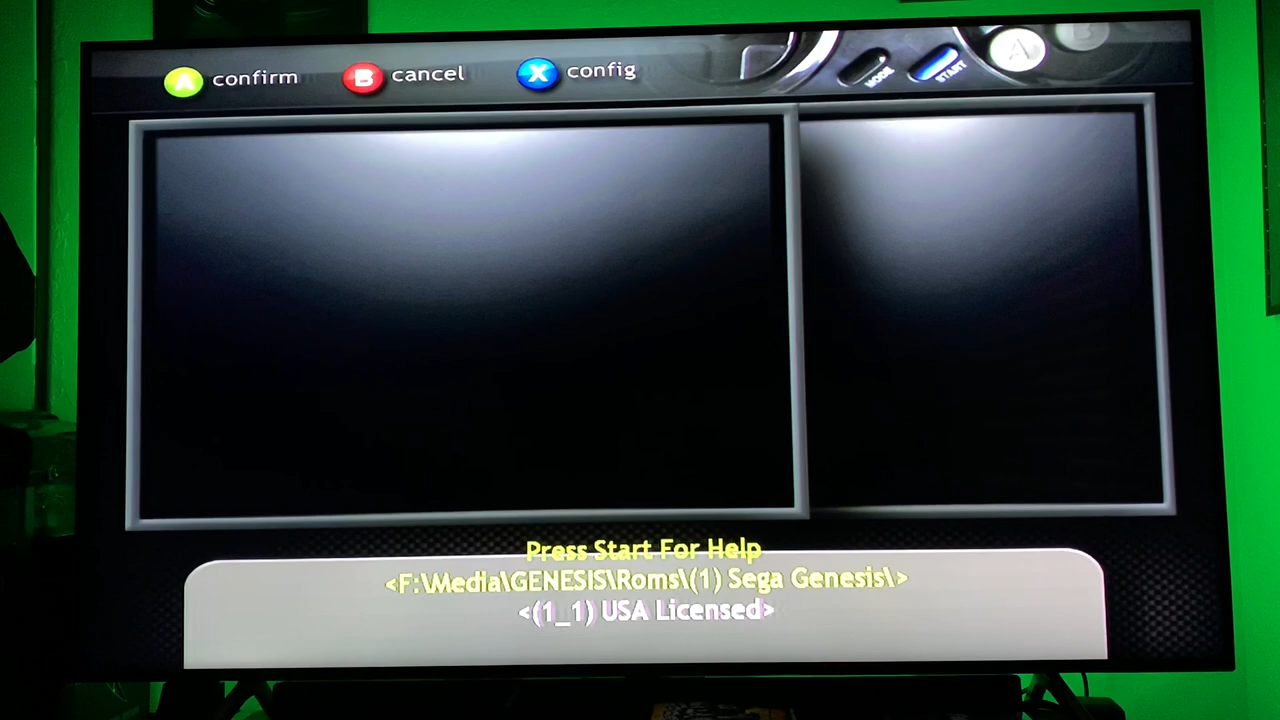 A confirm B cancel X config
MODE START A B
Press Start For Help
<F:\Media\GENESIS\Roms\(1) Sega Genesis\>
<(1_1) USA Licensed>